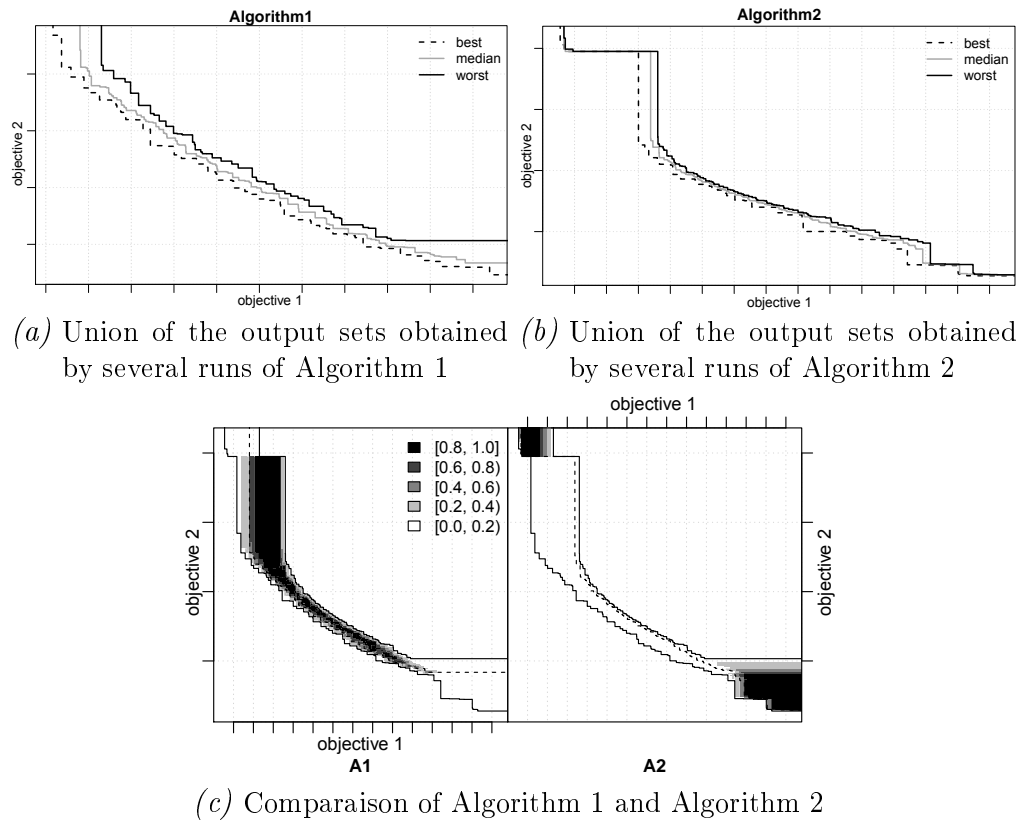 Algorithm1
best
median
worst
objective 2
objective 1
Algorithm2
best
median
worst
objective 2
objective 1
(a) Union of the output sets obtained
by several runs of Algorithm 1
(b) Union of the output sets obtained
by several runs of Algorithm 2
objective 1
[0.8, 1.0]
[0.6, 0.8)
[0.4, 0.6)
[0.2, 0.4)
[0.0, 0.2)
objective 2
objective 2
objective 1
A1
A2
(c) Comparaison of Algorithm 1 and Algorithm 2